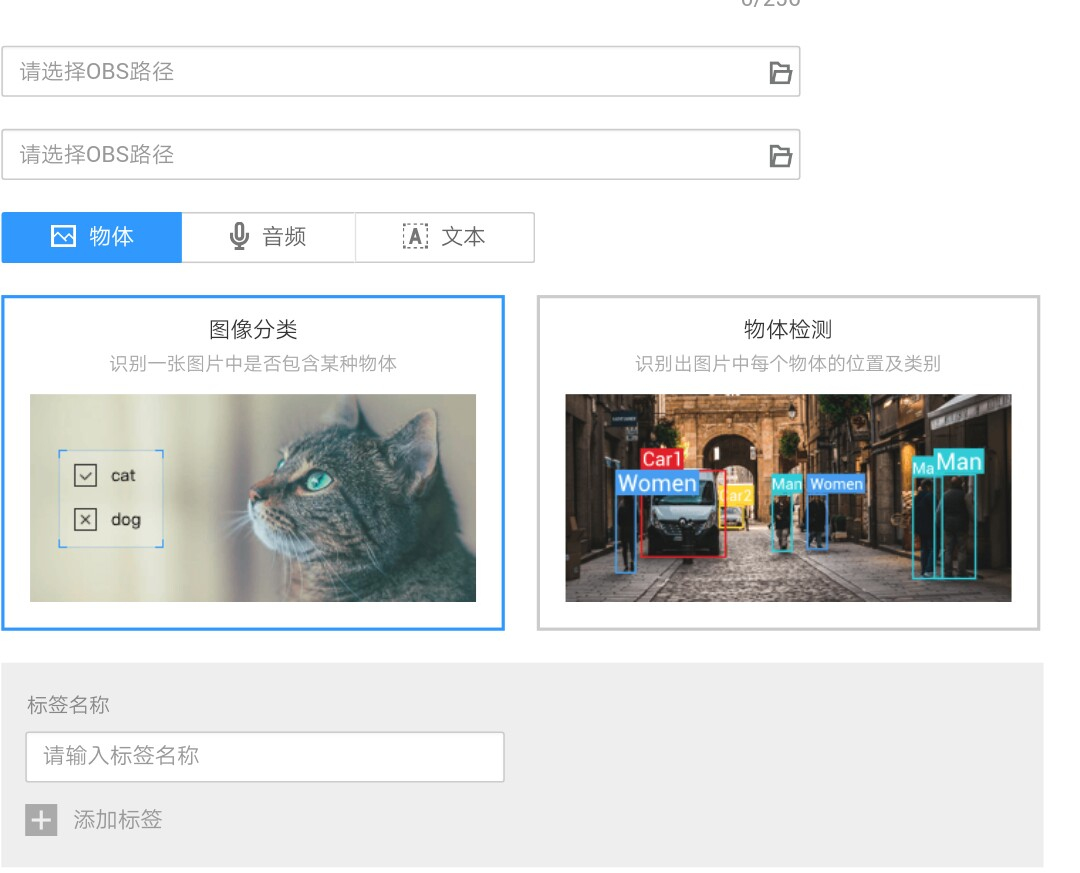 请选择OBS路径
请选择OBS路径
物体 音频 A 文本
图像分类
识别一张图片中是否包含某种物体
cat
dog
物体检测
识别出图片中每个物体的位置及类别
Car1
Women
ar2
Man
Women
Ma
Man
标签名称
请输入标签名称
添加标签